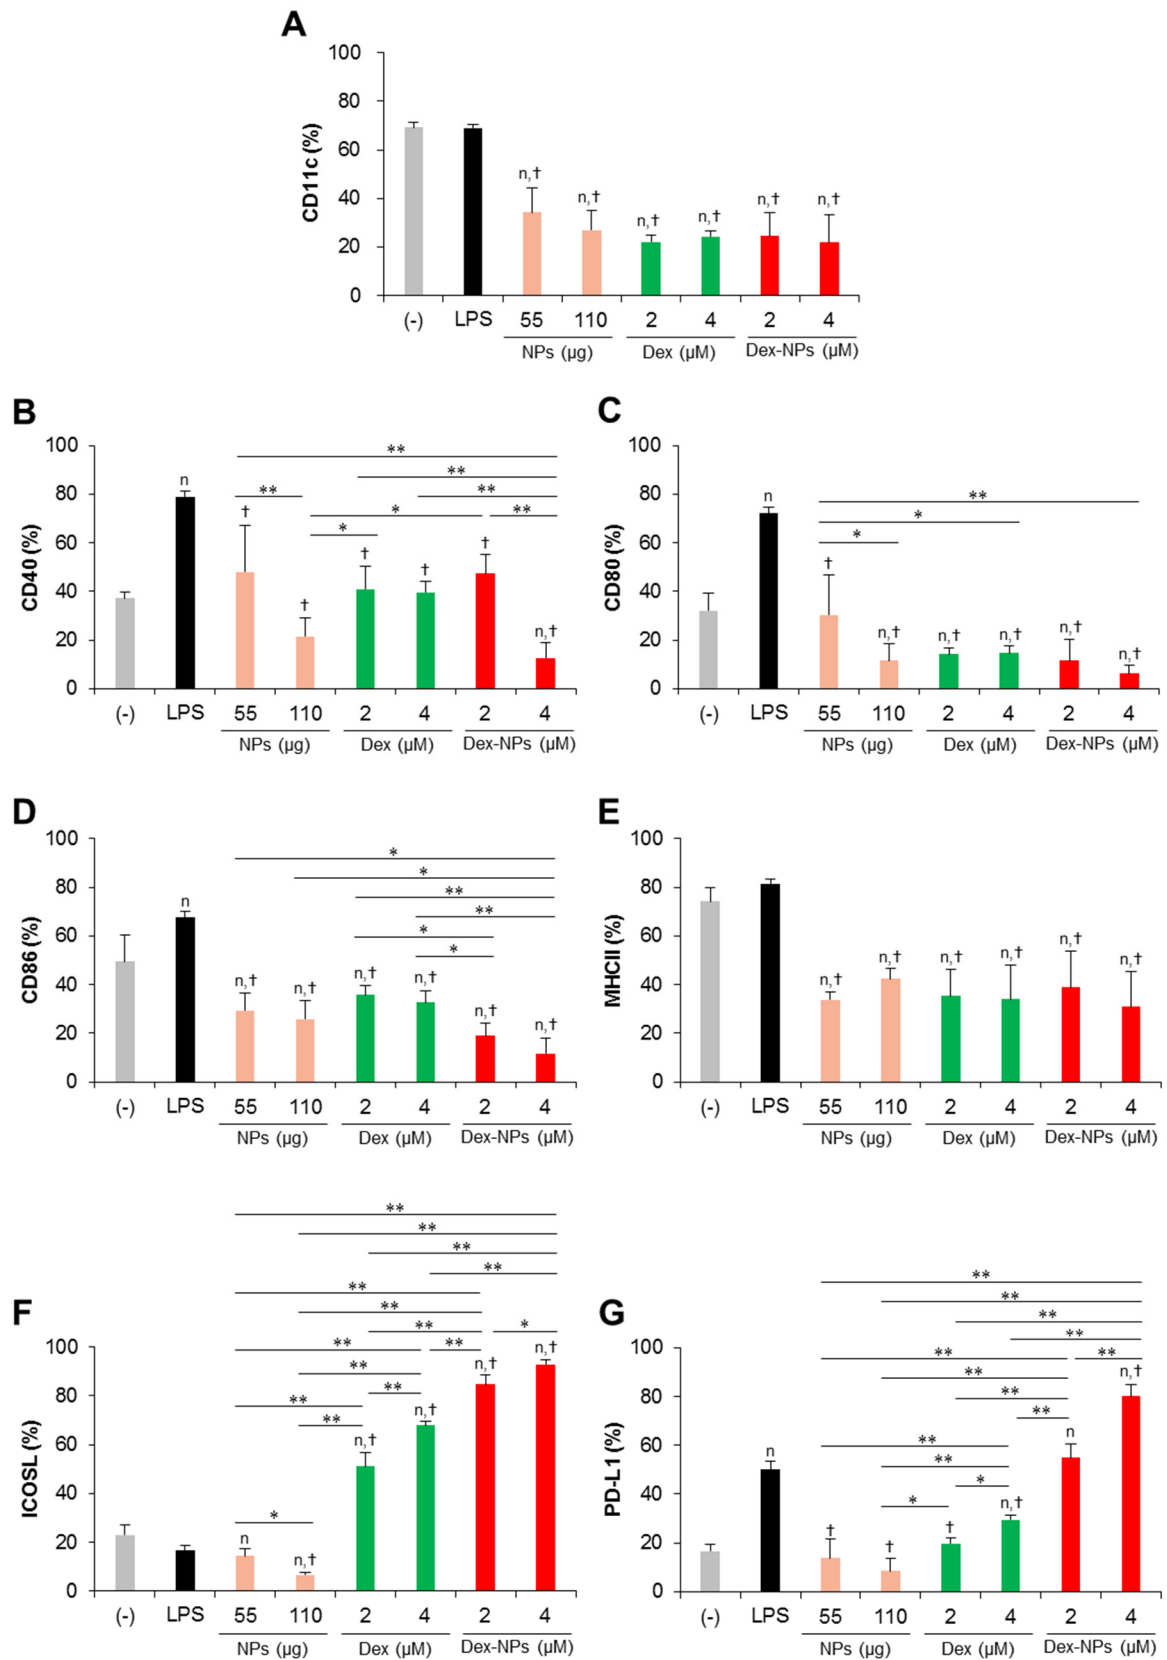 A
100
80
60
40
20
0
CD11c (%)
n,† n,† n,† n,† n,† n,†
(-) LPS 55 110 2 4 2 4
NPs (µg) Dex (µM) Dex-NPs (µM)
B
100
80
60
40
20
0
CD40 (%)
**
**
** **
* **
*
n † † † † † n,†
(-) LPS 55 110 2 4 2 4
NPs (µg) Dex (µM) Dex-NPs (µM)
C
100
80
60
40
20
0
CD80 (%)
**
*
*
n † n,† n,† n,† n,† n,†
(-) LPS 55 110 2 4 2 4
NPs (µg) Dex (µM) Dex-NPs (µM)
D
100
80
60
40
20
0
CD86 (%)
*
*
**
**
*
*
n n,† n,† n,† n,† n,† n,†
(-) LPS 55 110 2 4 2 4
NPs (µg) Dex (µM) Dex-NPs (µM)
E
100
80
60
40
20
0
MHCII (%)
n,† n,† n,† n,† n,† n,†
(-) LPS 55 110 2 4 2 4
NPs (µg) Dex (µM) Dex-NPs (µM)
F
100
80
60
40
20
0
ICOSL (%)
**
**
**
**
**
**
** *
** **
**
**
**
**
*
n n,† n,† n,† n,† n,†
(-) LPS 55 110 2 4 2 4
NPs (µg) Dex (µM) Dex-NPs (µM)
G
100
80
60
40
20
0
PD-L1 (%)
**
**
**
**
** **
**
**
**
**
**
*
*
n † † † n,† n n,†
(-) LPS 55 110 2 4 2 4
NPs (µg) Dex (µM) Dex-NPs (µM)